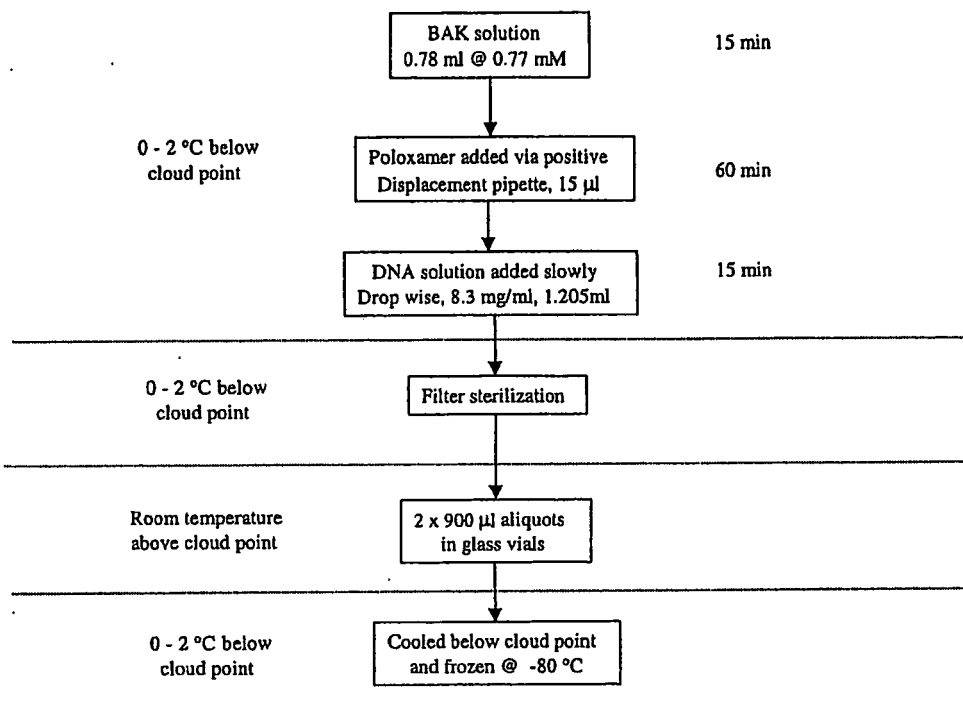 BAK solution
0.78 ml @ 0.77 mM
15 min
0 - 2 °C below
cloud point
Poloxamer added via positive
Displacement pipette, 15 µl
60 min
DNA solution added slowly
Drop wise, 8.3 mg/ml, 1.205ml
15 min
0 - 2 °C below
cloud point
Filter sterilization
Room temperature
above cloud point
2 x 900 µl aliquots
in glass vials
0 - 2 °C below
cloud point
Cooled below cloud point
and frozen @ -80 °C